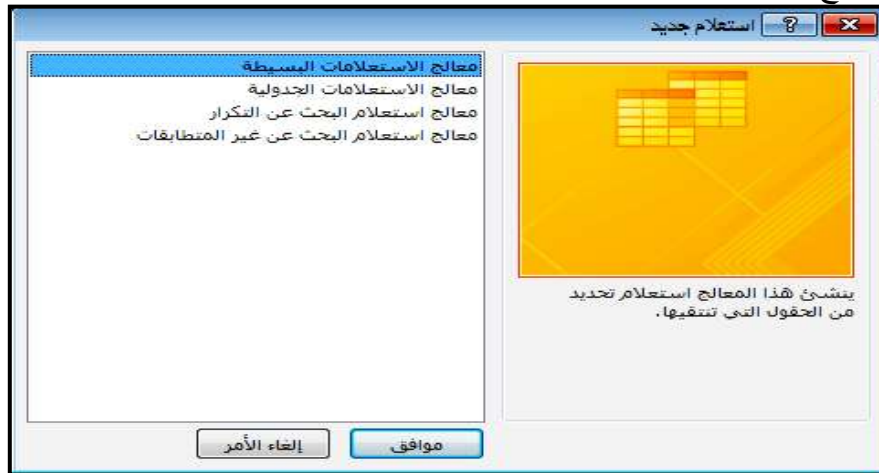 استعلام جديد
معالج الاستعلامات البسيطة
معالج الاستعلامات الجدولية
معالج استعلام البحث عن التكرار
معالج استعلام البحث عن غير المتطابقات
ينشئ هذا المعالج استعلام تحديد
من الحقول التي تنتقيها.
موافق
إلغاء الأمر